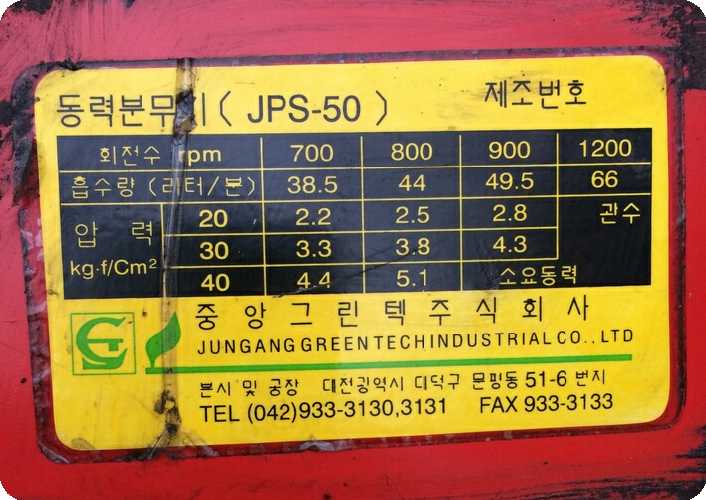 동력분무기 ( JPS-50 ) 제조번호
회전수 rpm 700 800 900 1200
흡수량 (리터/분) 38.5 44 49.5 66
압 력 kg·f/Cm² 20 2.2 2.5 2.8 관수
30 3.3 3.8 4.3
40 4.4 5.1 소요동력
중앙그린텍주식회사
JUNGANG GREEN TECH INDUSTRIAL CO., LTD
본사 및 공장 대전광역시 대덕구 문평동 51-6 번지
TEL (042)933-3130,3131 FAX 933-3133